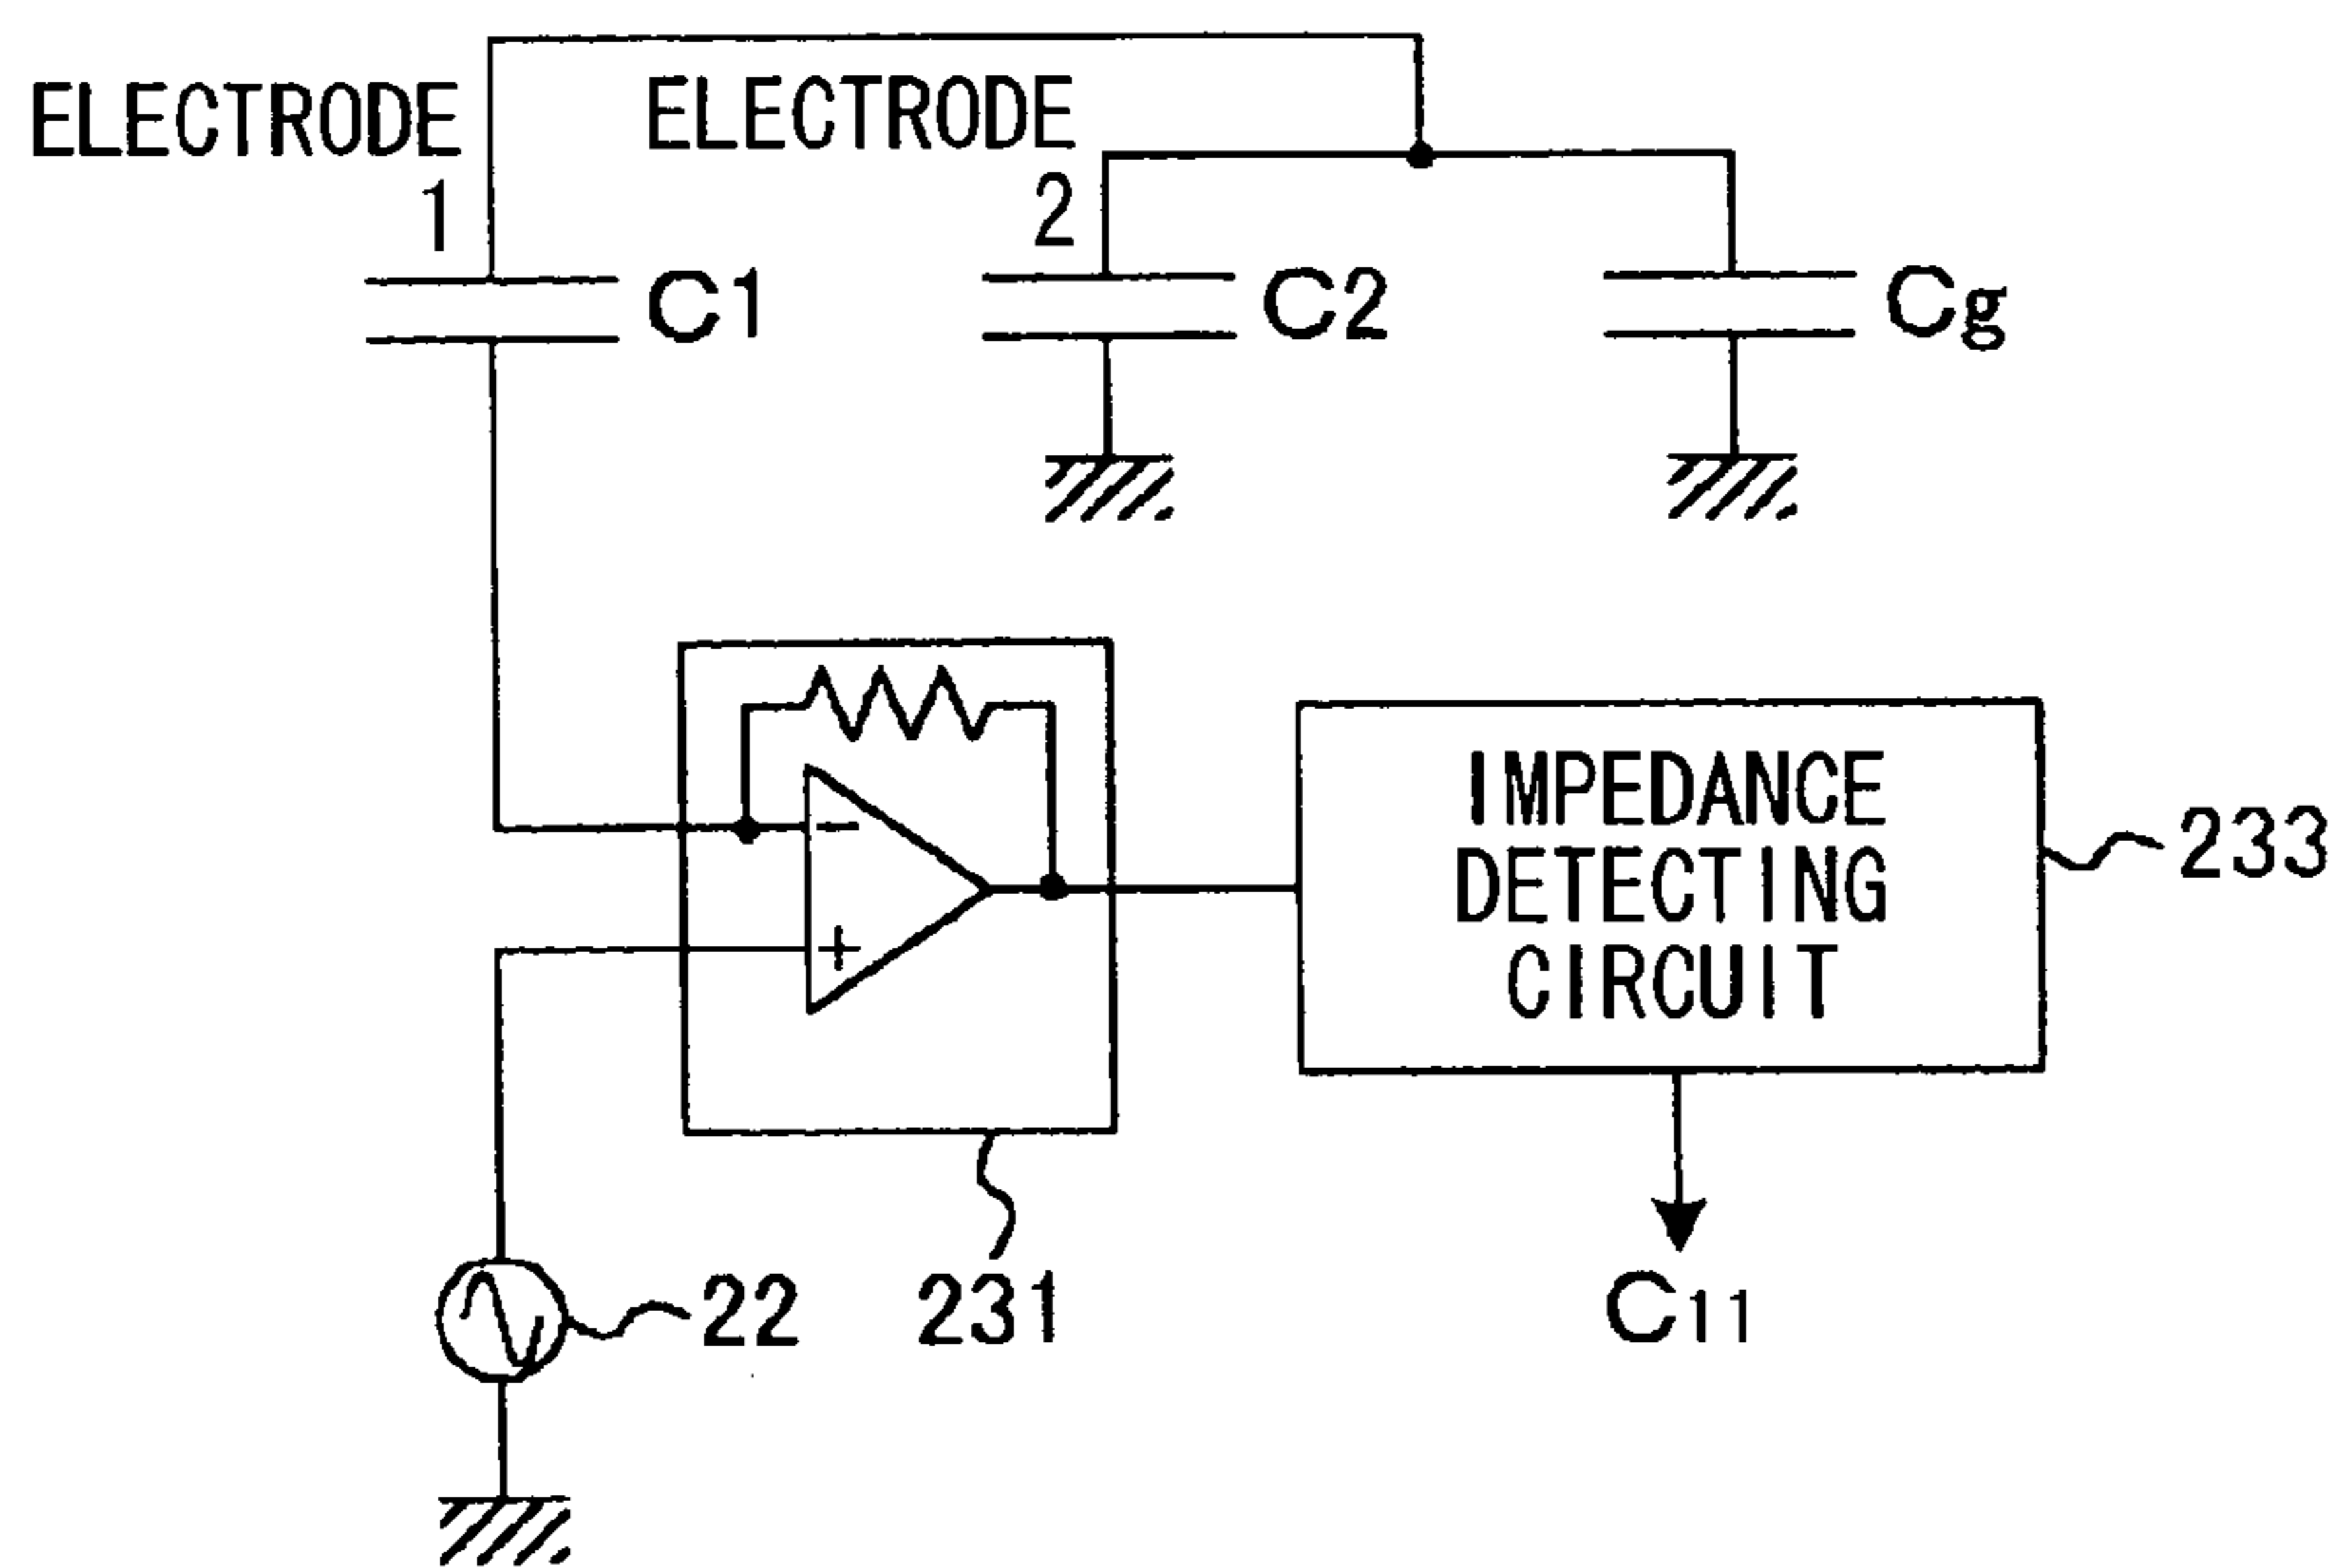 ELECTRODE
1
ELECTRODE
2
C1
C2
Cg
−
+
IMPEDANCE
DETECTING
CIRCUIT
233
22
231
C11